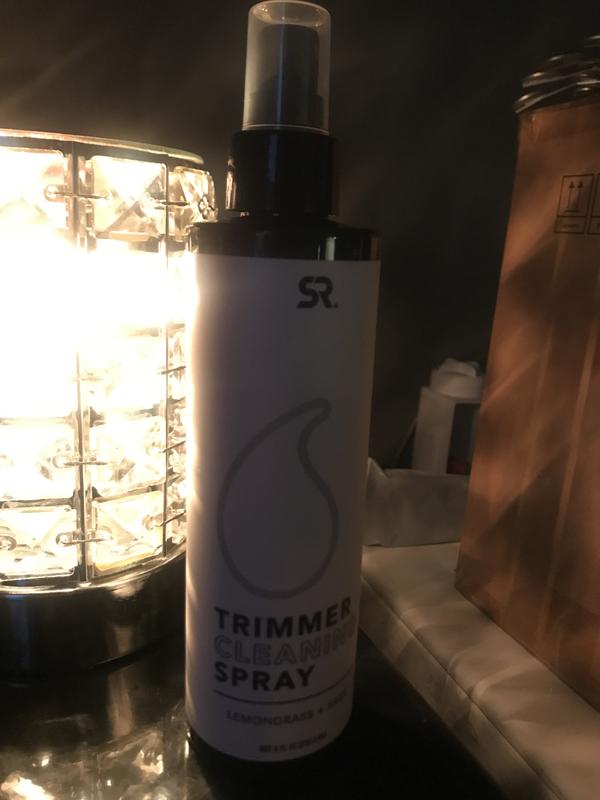 SR.
TRIMMER
CLEANING
SPRAY
LEMONGRASS + SAGE